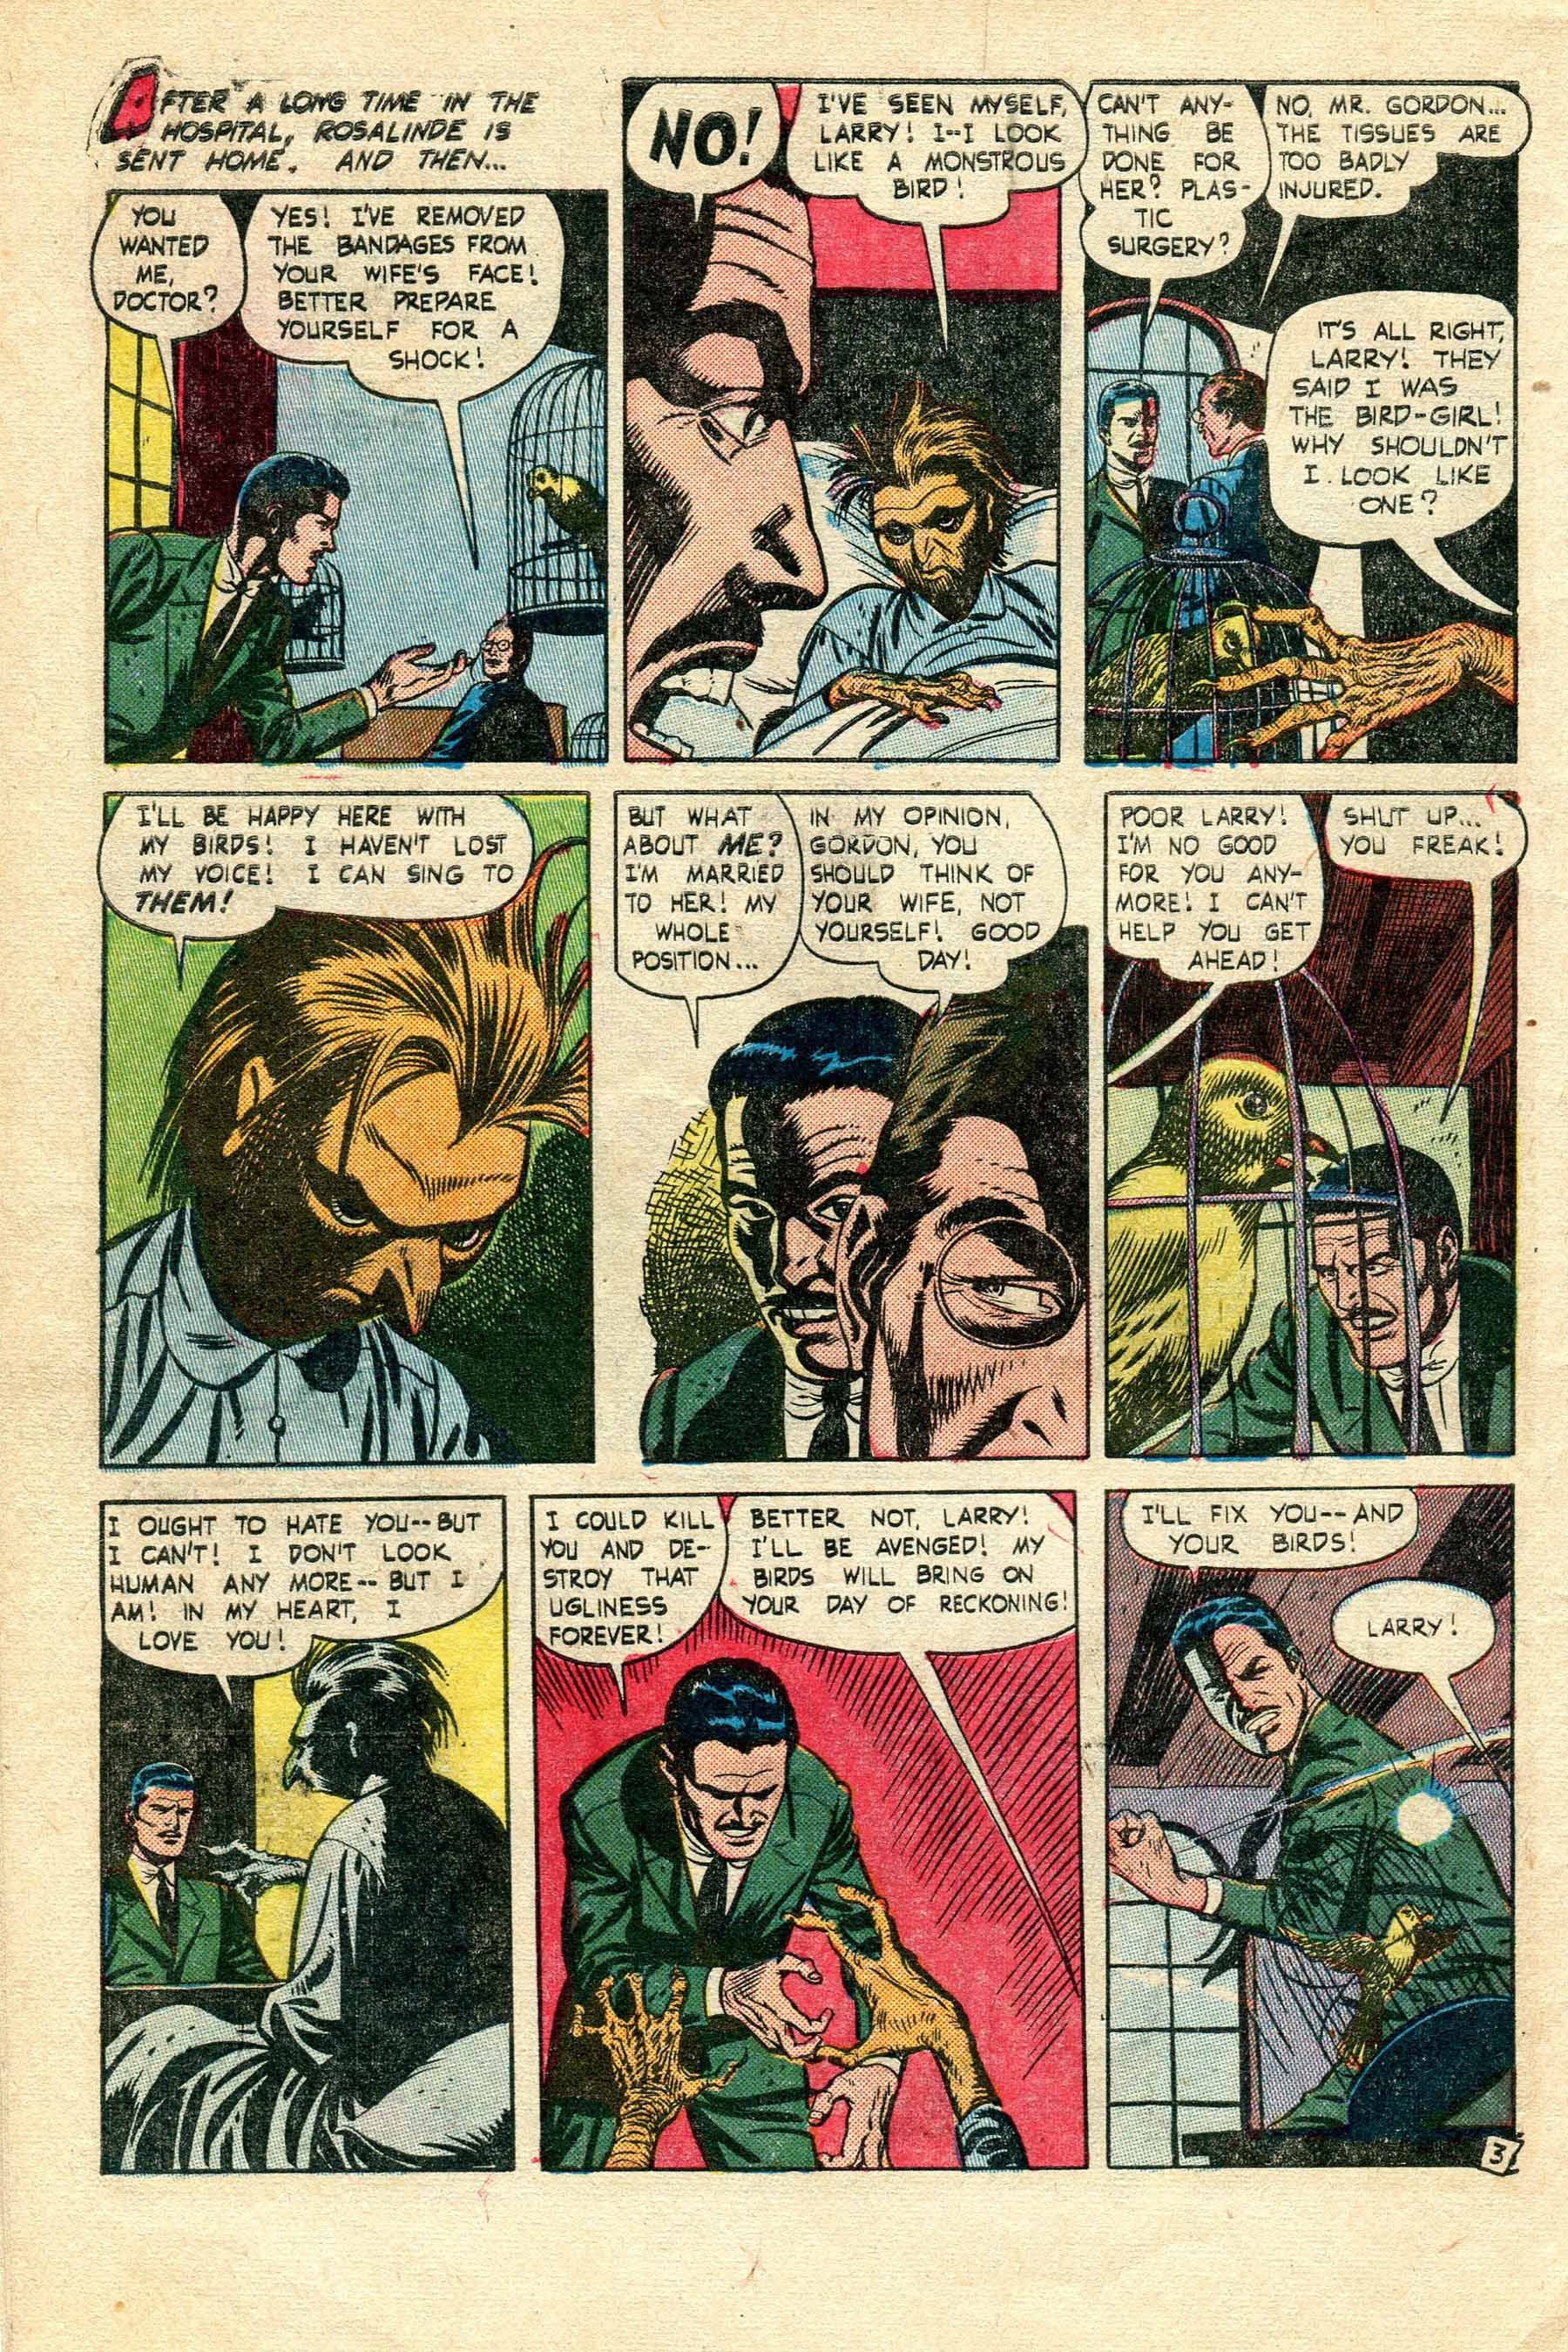 AFTER A LONG TIME IN THE
HOSPITAL, ROSALINDE IS
SENT HOME. AND THEN...
YOU
WANTED
ME,
DOCTOR?
YES! I'VE REMOVED
THE BANDAGES FROM
YOUR WIFE'S FACE!
BETTER PREPARE
YOURSELF FOR A
SHOCK!
NO!
I'VE SEEN MYSELF,
LARRY! I--I LOOK
LIKE A MONSTROUS
BIRD!
CAN'T ANY-
THING BE
DONE FOR
HER? PLAS-
TIC
SURGERY?
NO, MR. GORDON...
THE TISSUES ARE
TOO BADLY
INJURED.
IT'S ALL RIGHT,
LARRY! THEY
SAID I WAS
THE BIRD-GIRL!
WHY SHOULDN'T
I LOOK LIKE
ONE?
I'LL BE HAPPY HERE WITH
MY BIRDS! I HAVEN'T LOST
MY VOICE! I CAN SING TO
THEM!
BUT WHAT
ABOUT ME?
I'M MARRIED
TO HER! MY
WHOLE
POSITION...
IN MY OPINION,
GORDON, YOU
SHOULD THINK OF
YOUR WIFE, NOT
YOURSELF! GOOD
DAY!
POOR LARRY!
I'M NO GOOD
FOR YOU ANY-
MORE! I CAN'T
HELP YOU GET
AHEAD!
SHUT UP...
YOU FREAK!
I OUGHT TO HATE YOU--BUT
I CAN'T! I DON'T LOOK
HUMAN ANY MORE--BUT I
AM! IN MY HEART, I
LOVE YOU!
I COULD KILL
YOU AND DE-
STROY THAT
UGLINESS
FOREVER!
BETTER NOT, LARRY!
I'LL BE AVENGED! MY
BIRDS WILL BRING ON
YOUR DAY OF RECKONING!
I'LL FIX YOU--AND
YOUR BIRDS!
LARRY!
3